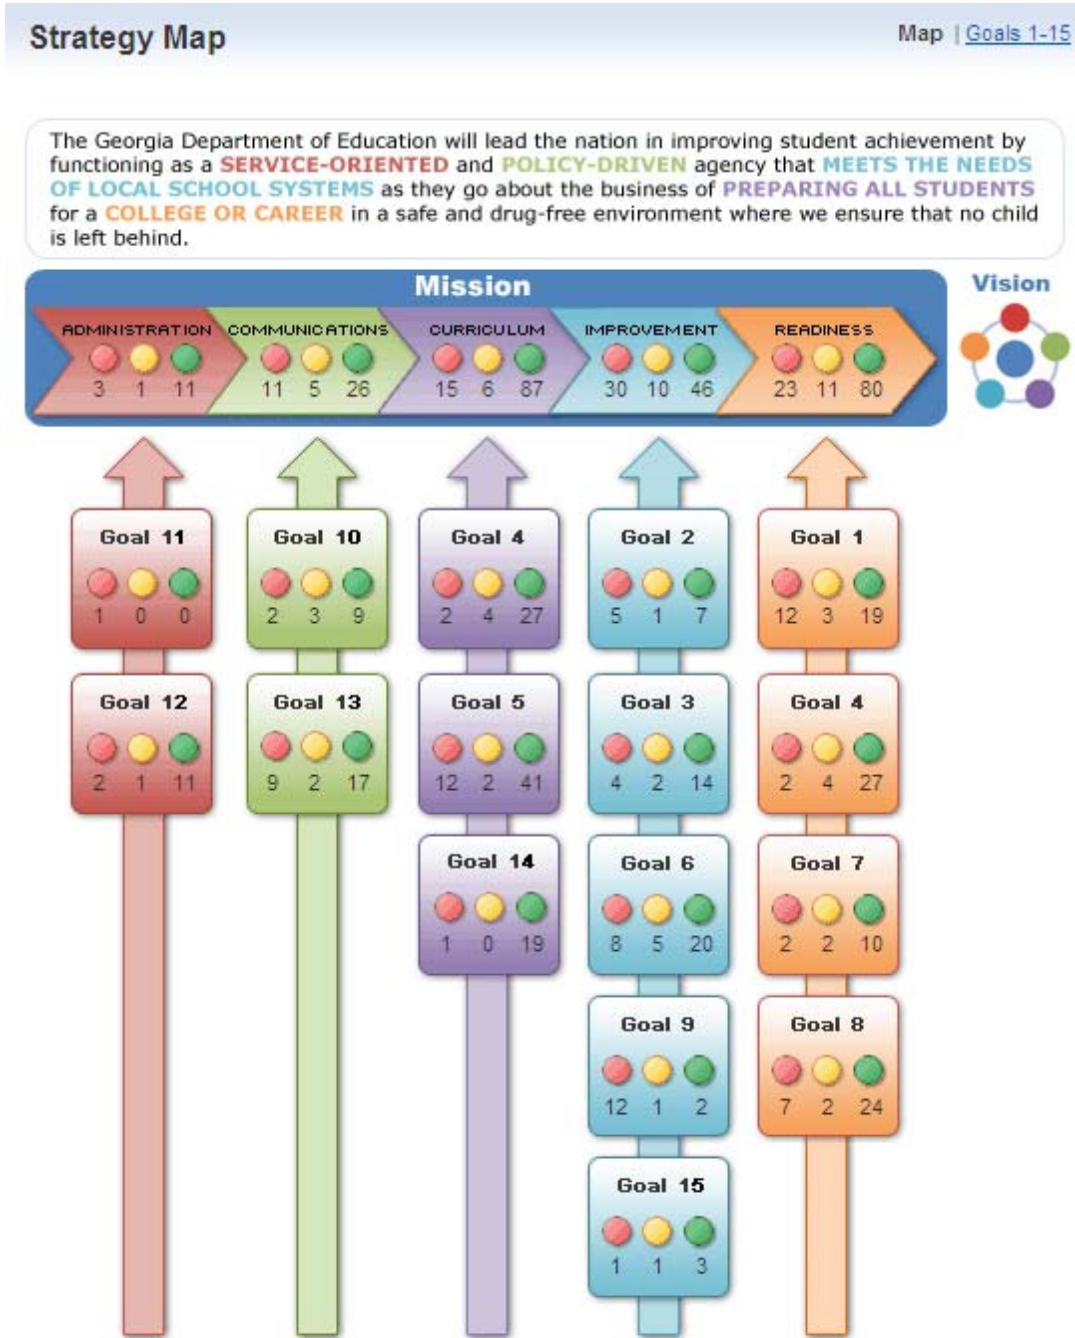 Strategy Map
Map | Goals 1-15
The Georgia Department of Education will lead the nation in improving student achievement by
functioning as a SERVICE-ORIENTED and POLICY-DRIVEN agency that MEETS THE NEEDS
OF LOCAL SCHOOL SYSTEMS as they go about the business of PREPARING ALL STUDENTS
for a COLLEGE OR CAREER in a safe and drug-free environment where we ensure that no child
is left behind.
Mission
Vision
ADMINISTRATION COMMUNICATIONS CURRICULUM IMPROVEMENT READINESS
3 1 11 11 5 26 15 6 87 30 10 46 23 11 80
Goal 11 Goal 10 Goal 4 Goal 2 Goal 1
1 0 0 2 3 9 2 4 27 5 1 7 12 3 19
Goal 12 Goal 13 Goal 5 Goal 3 Goal 4
2 1 11 9 2 17 12 2 41 4 2 14 2 4 27
Goal 14 Goal 6 Goal 7
1 0 19 8 5 20 2 2 10
Goal 9 Goal 8
12 1 2 7 2 24
Goal 15
1 1 3